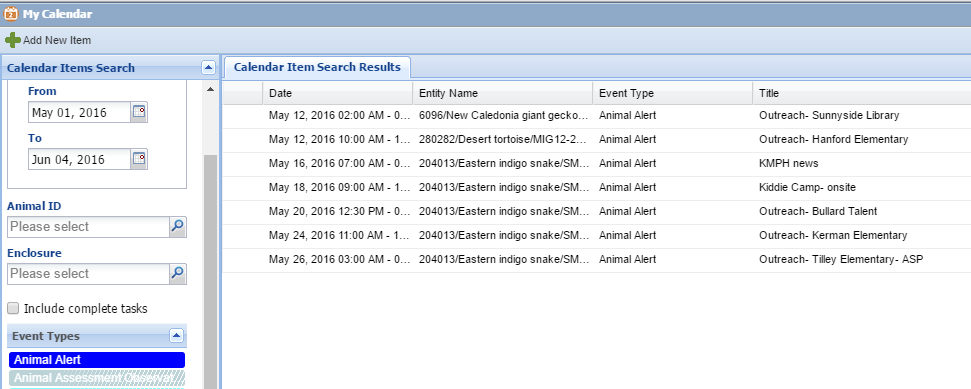 My Calendar
Add New Item
Calendar Items Search
From
May 01, 2016
To
Jun 04, 2016
Animal ID
Please select
Enclosure
Please select
Include complete tasks
Event Types
Animal Alert
Animal Assessment Observat
Calendar Item Search Results
Date Entity Name Event Type Title
May 12, 2016 02:00 AM - 0... 6096/New Caledonia giant gecko... Animal Alert Outreach- Sunnyside Library
May 12, 2016 10:00 AM - 1... 280282/Desert tortoise/MIG12-2... Animal Alert Outreach- Hanford Elementary
May 16, 2016 07:00 AM - 0... 204013/Eastern indigo snake/SM... Animal Alert KMPH news
May 18, 2016 09:00 AM - 1... 204013/Eastern indigo snake/SM... Animal Alert Kiddie Camp- onsite
May 20, 2016 12:30 PM - 0... 204013/Eastern indigo snake/SM... Animal Alert Outreach- Bullard Talent
May 24, 2016 11:00 AM - 1... 204013/Eastern indigo snake/SM... Animal Alert Outreach- Kerman Elementary
May 26, 2016 03:00 AM - 0... 204013/Eastern indigo snake/SM... Animal Alert Outreach- Tilley Elementary- ASP